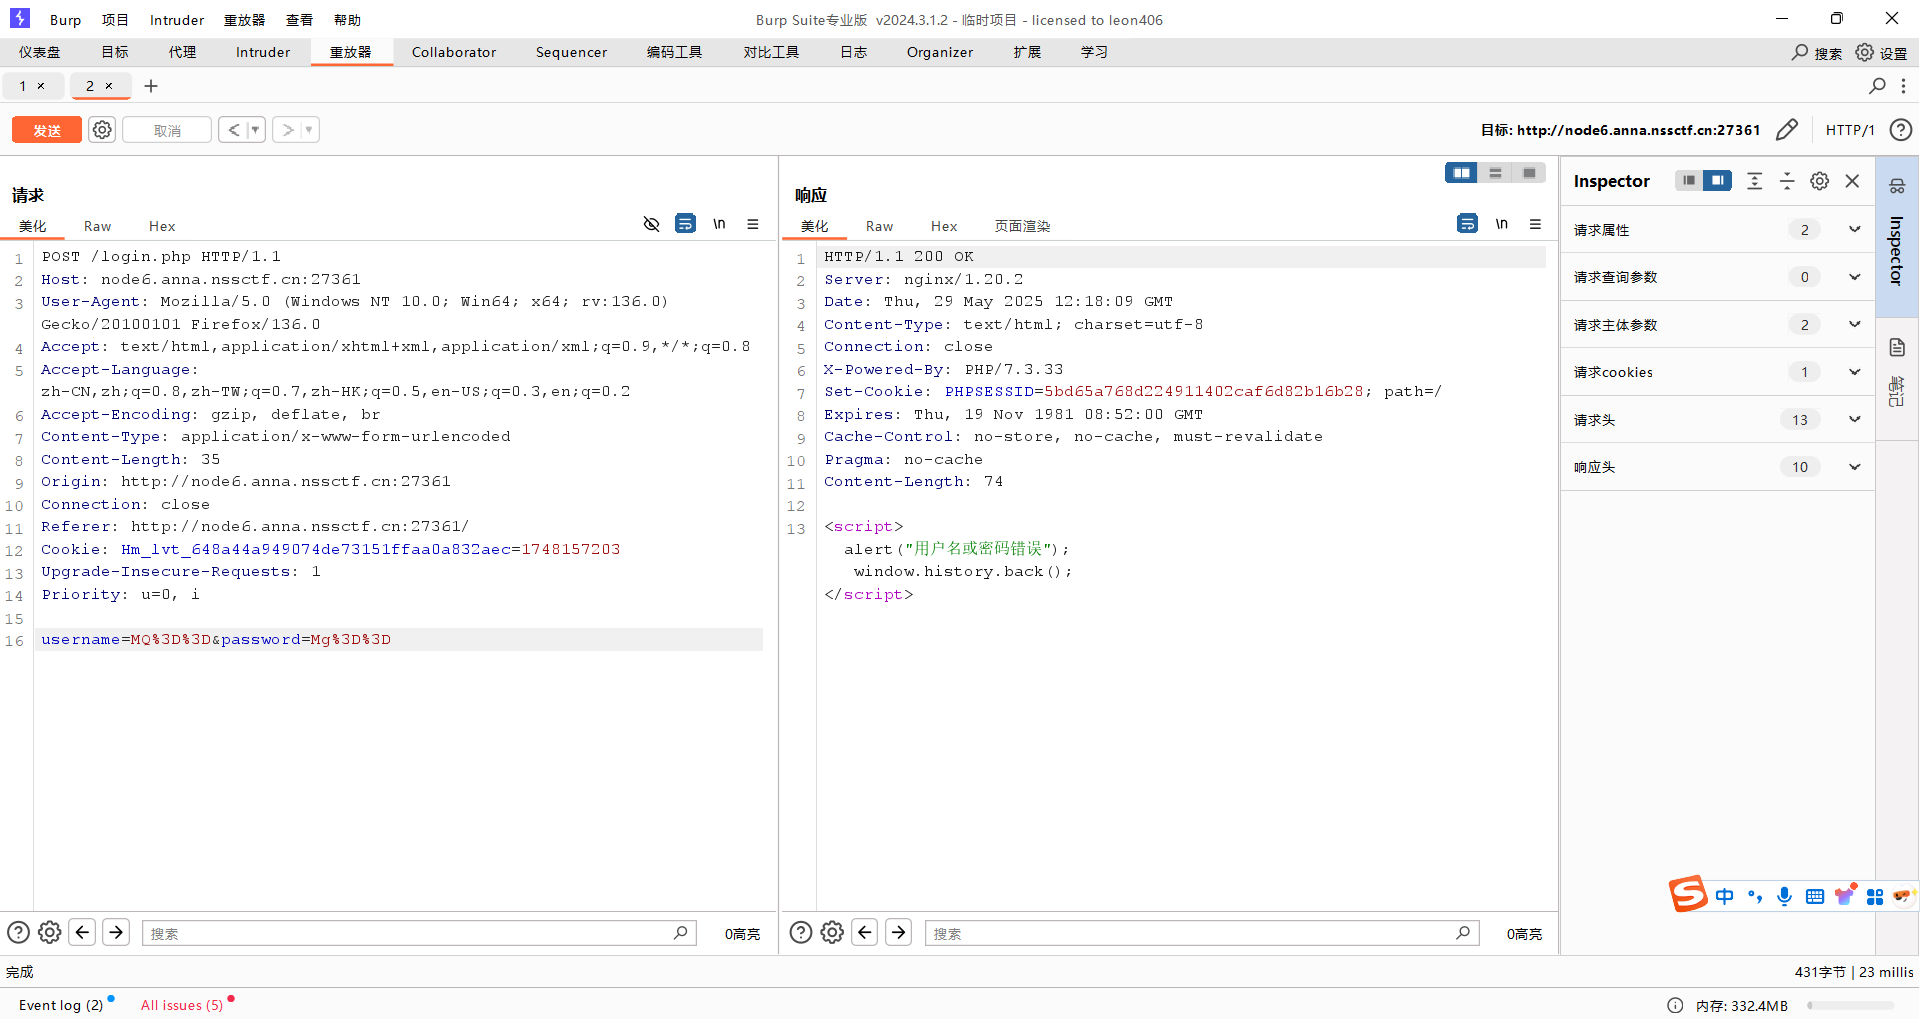 Burp 项目 Intruder 重放器 查看 帮助
Burp Suite专业版 v2024.3.1.2 - 临时项目 - licensed to leon406
仪表盘 目标 代理 Intruder 重放器 Collaborator Sequencer 编码工具 对比工具 日志 Organizer 扩展 学习
搜索 设置
1 × 2 × +
发送 取消 < >
目标: http://node6.anna.nssctf.cn:27361 HTTP/1
请求
美化 Raw Hex \n
1 POST /login.php HTTP/1.1
2 Host: node6.anna.nssctf.cn:27361
3 User-Agent: Mozilla/5.0 (Windows NT 10.0; Win64; x64; rv:136.0)
Gecko/20100101 Firefox/136.0
4 Accept: text/html,application/xhtml+xml,application/xml;q=0.9,*/*;q=0.8
5 Accept-Language:
zh-CN,zh;q=0.8,zh-TW;q=0.7,zh-HK;q=0.5,en-US;q=0.3,en;q=0.2
6 Accept-Encoding: gzip, deflate, br
7 Content-Type: application/x-www-form-urlencoded
8 Content-Length: 35
9 Origin: http://node6.anna.nssctf.cn:27361
10 Connection: close
11 Referer: http://node6.anna.nssctf.cn:27361/
12 Cookie: Hm_lvt_648a44a949074de73151ffaa0a832aec=1748157203
13 Upgrade-Insecure-Requests: 1
14 Priority: u=0, i
15
16 username=MQ%3D%3D&password=Mg%3D%3D
搜索 0高亮
响应
美化 Raw Hex 页面渲染 \n
1 HTTP/1.1 200 OK
2 Server: nginx/1.20.2
3 Date: Thu, 29 May 2025 12:18:09 GMT
4 Content-Type: text/html; charset=utf-8
5 Connection: close
6 X-Powered-By: PHP/7.3.33
7 Set-Cookie: PHPSESSID=5bd65a768d224911402caf6d82b16b28; path=/
8 Expires: Thu, 19 Nov 1981 08:52:00 GMT
9 Cache-Control: no-store, no-cache, must-revalidate
10 Pragma: no-cache
11 Content-Length: 74
12
13 <script>
alert("用户名或密码错误");
window.history.back();
</script>
搜索 0高亮
Inspector
请求属性 2
请求查询参数 0
请求主体参数 2
请求cookies 1
请求头 13
响应头 10
Inspector
笔记
中
完成
431字节 | 23 millis
Event log (2) All issues (5)
内存: 332.4MB